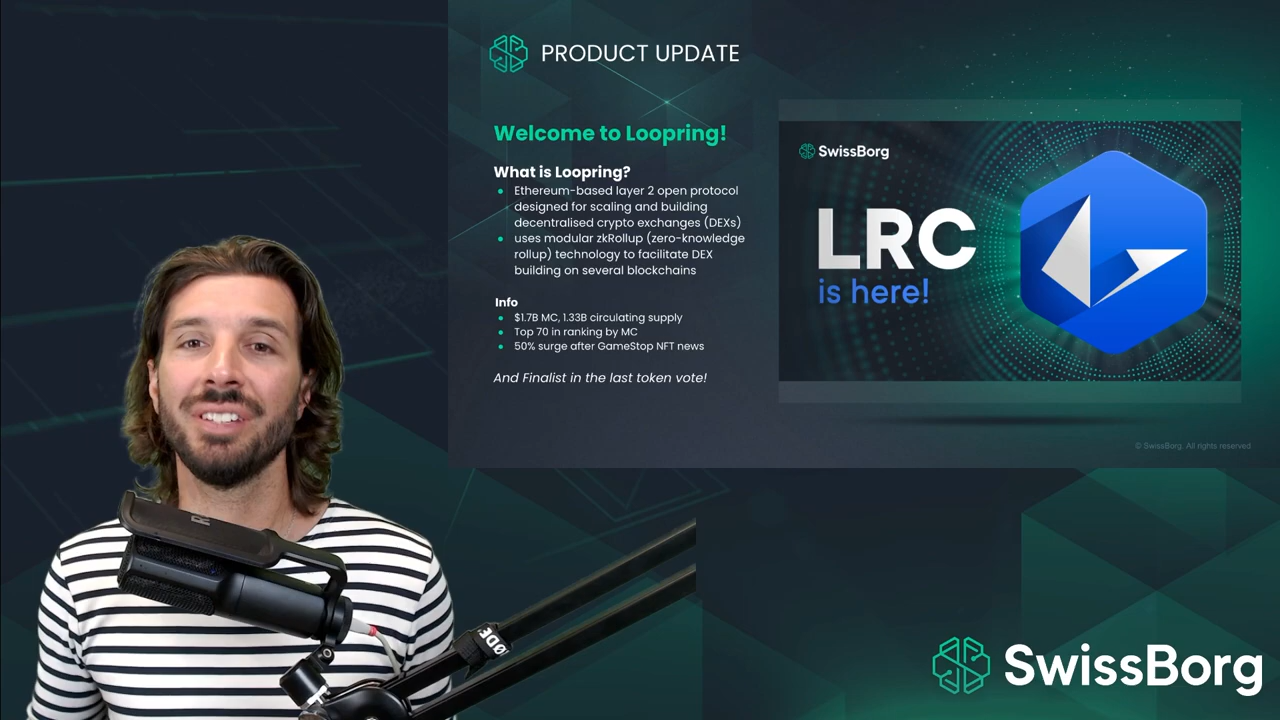 PRODUCT UPDATE
Welcome to Loopring!
What is Loopring?
Ethereum-based layer 2 open protocol
designed for scaling and building
decentralised crypto exchanges (DEXs)
uses modular zkRollup (zero-knowledge
rollup) technology to facilitate DEX
building on several blockchains
Info
$1.7B MC, 1.33B circulating supply
Top 70 in ranking by MC
50% surge after GameStop NFT news
And Finalist in the last token vote!
SwissBorg
LRC
is here!
© SwissBorg. All rights reserved
R
RØDE
SwissBorg